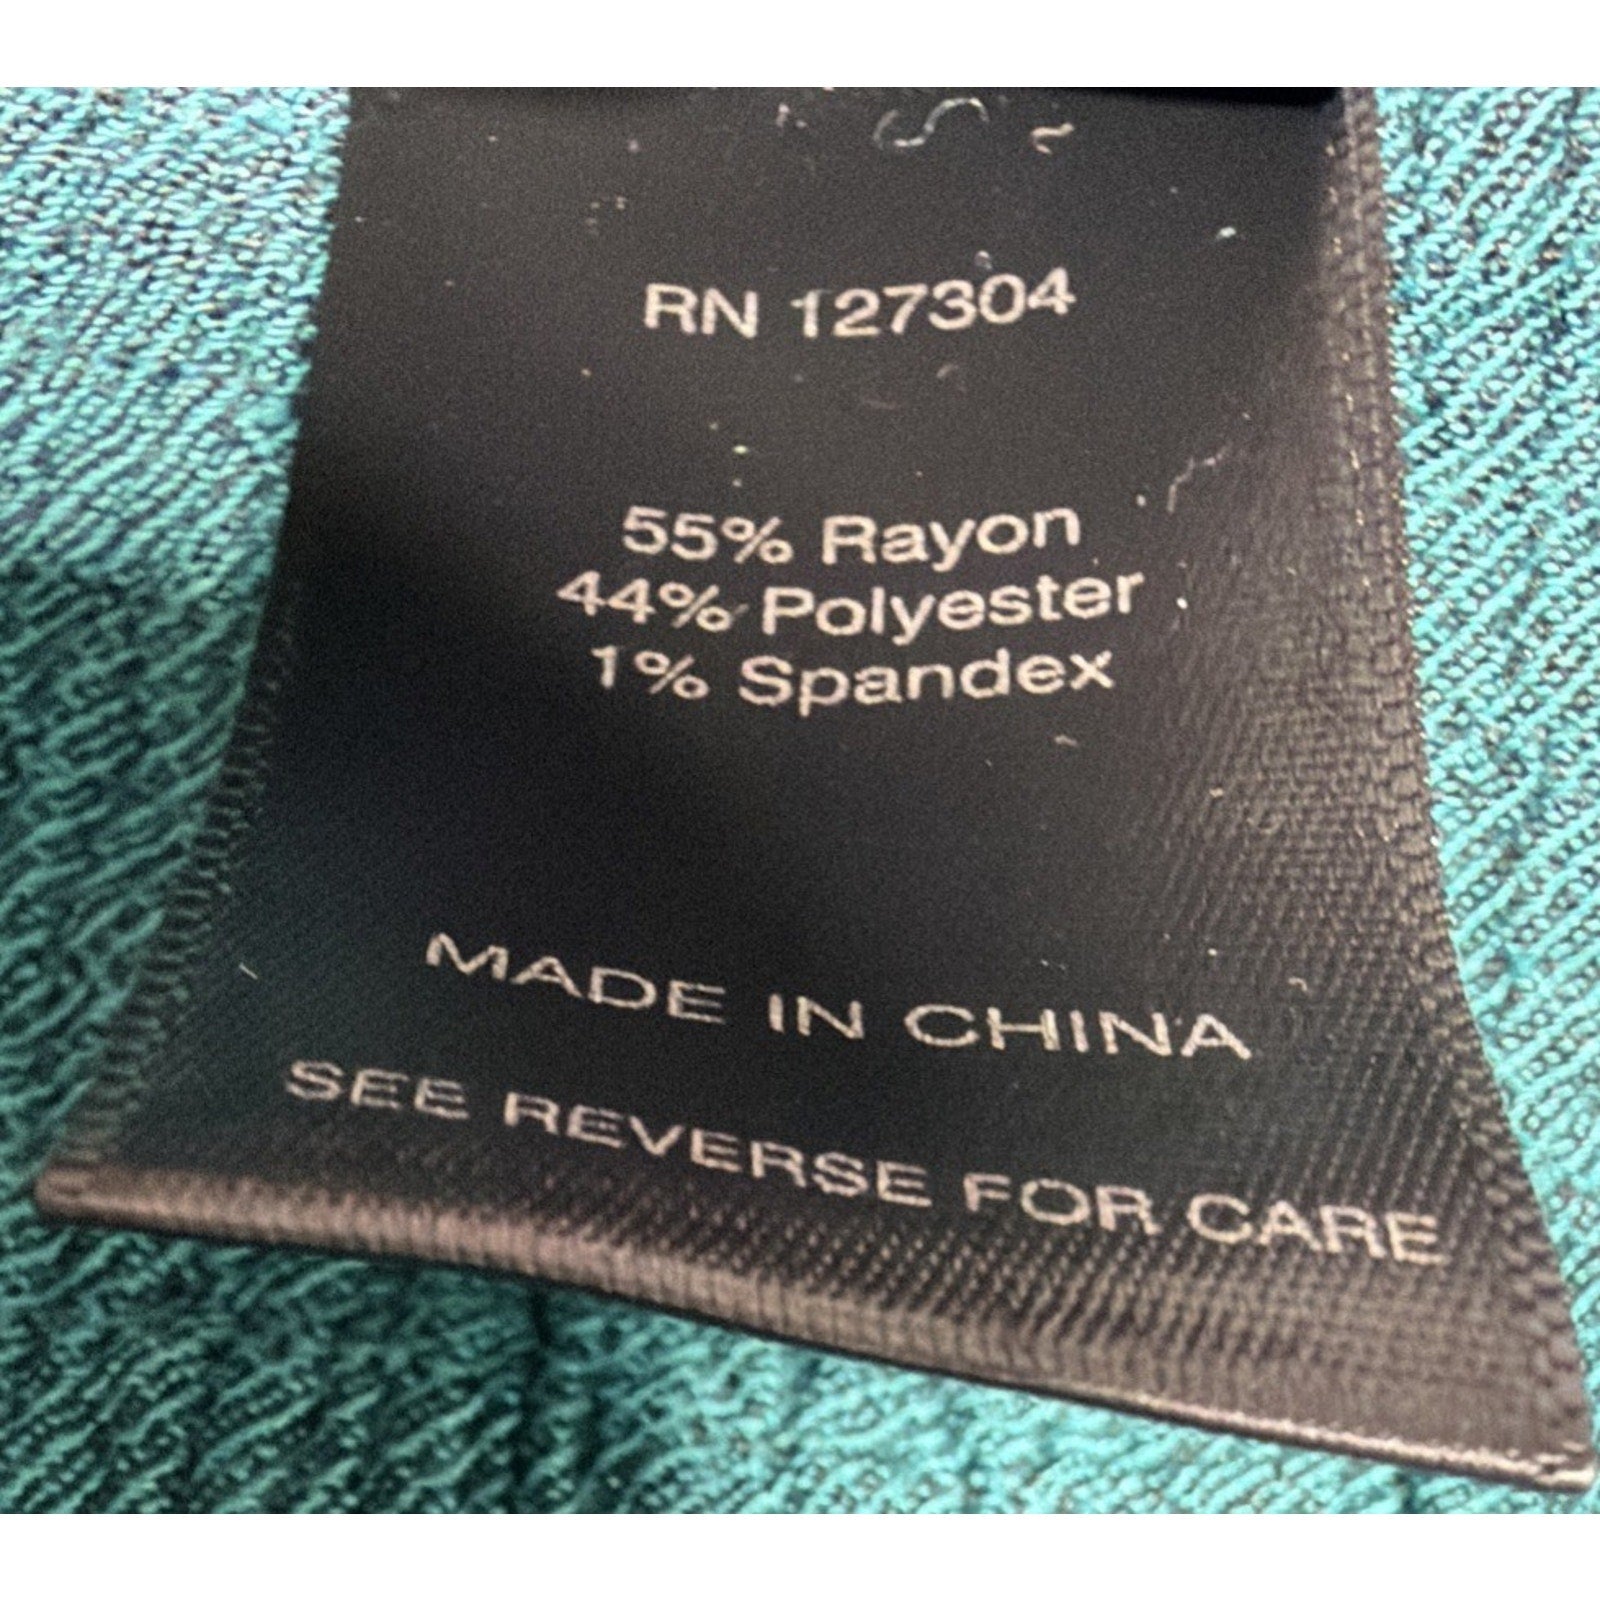 RN 127304
55% Rayon
44% Polyester
1% Spandex
MADE IN CHINA
SEE REVERSE FOR CARE